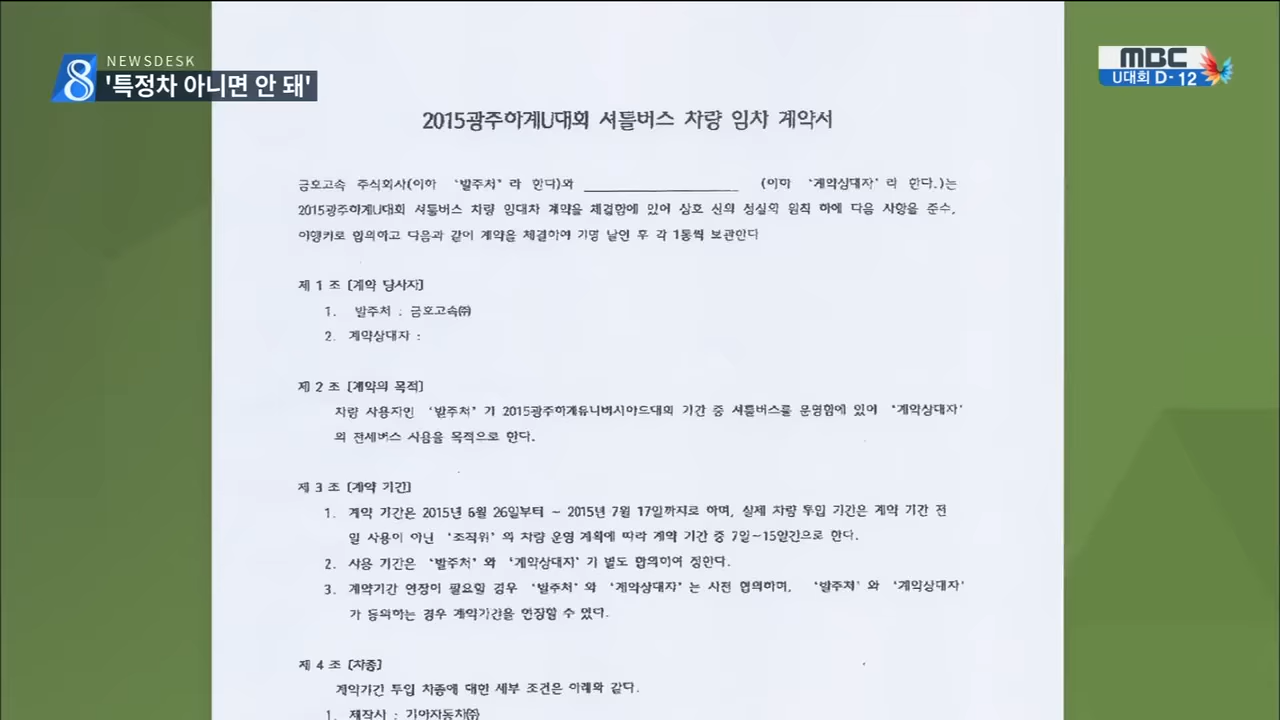 8 NEWSDESK
'특정차 아니면 안 돼'
MBC
U대회 D-12
2015광주하계U대회 셔틀버스 차량 임차 계약서
금호고속 주식회사(이하 '발주처'라 한다)와 ____________ (이하 '계약상대자'라 한다.)는
2015광주하계U대회 셔틀버스 차량 임대차 계약을 체결함에 있어 상호 신의 성실의 원칙 하에 다음 사항을 준수,
이행키로 합의하고 다음과 같이 계약을 체결하여 기명 날인 후 각 1통씩 보관한다
제 1 조 [계약 당사자]
1. 발주처 : 금호고속㈜
2. 계약상대자 :
제 2 조 [계약의 목적]
차량 사용자인 '발주처'가 2015광주하계유니버시아드대회 기간 중 셔틀버스를 운영함에 있어 '계약상대자'
의 전세버스 사용을 목적으로 한다.
제 3 조 [계약 기간]
1. 계약 기간은 2015년 6월 26일부터 ~ 2015년 7월 17일까지로 하며, 실제 차량 투입 기간은 계약 기간 전
일 사용이 아닌 '조직위'의 차량 운영 계획에 따라 계약 기간 중 7일~15일간으로 한다.
2. 사용 기간은 '발주처'와 '계약상대자'가 별도 합의하여 정한다.
3. 계약기간 연장이 필요할 경우 '발주처'와 '계약상대자'는 사전 협의하며, '발주처'와 '계약상대자'
가 동의하는 경우 계약기간을 연장할 수 있다.
제 4 조 [차종]
계약기간 투입 차종에 대한 세부 조건은 아래와 같다.
1. 제작사 : 기아자동차㈜